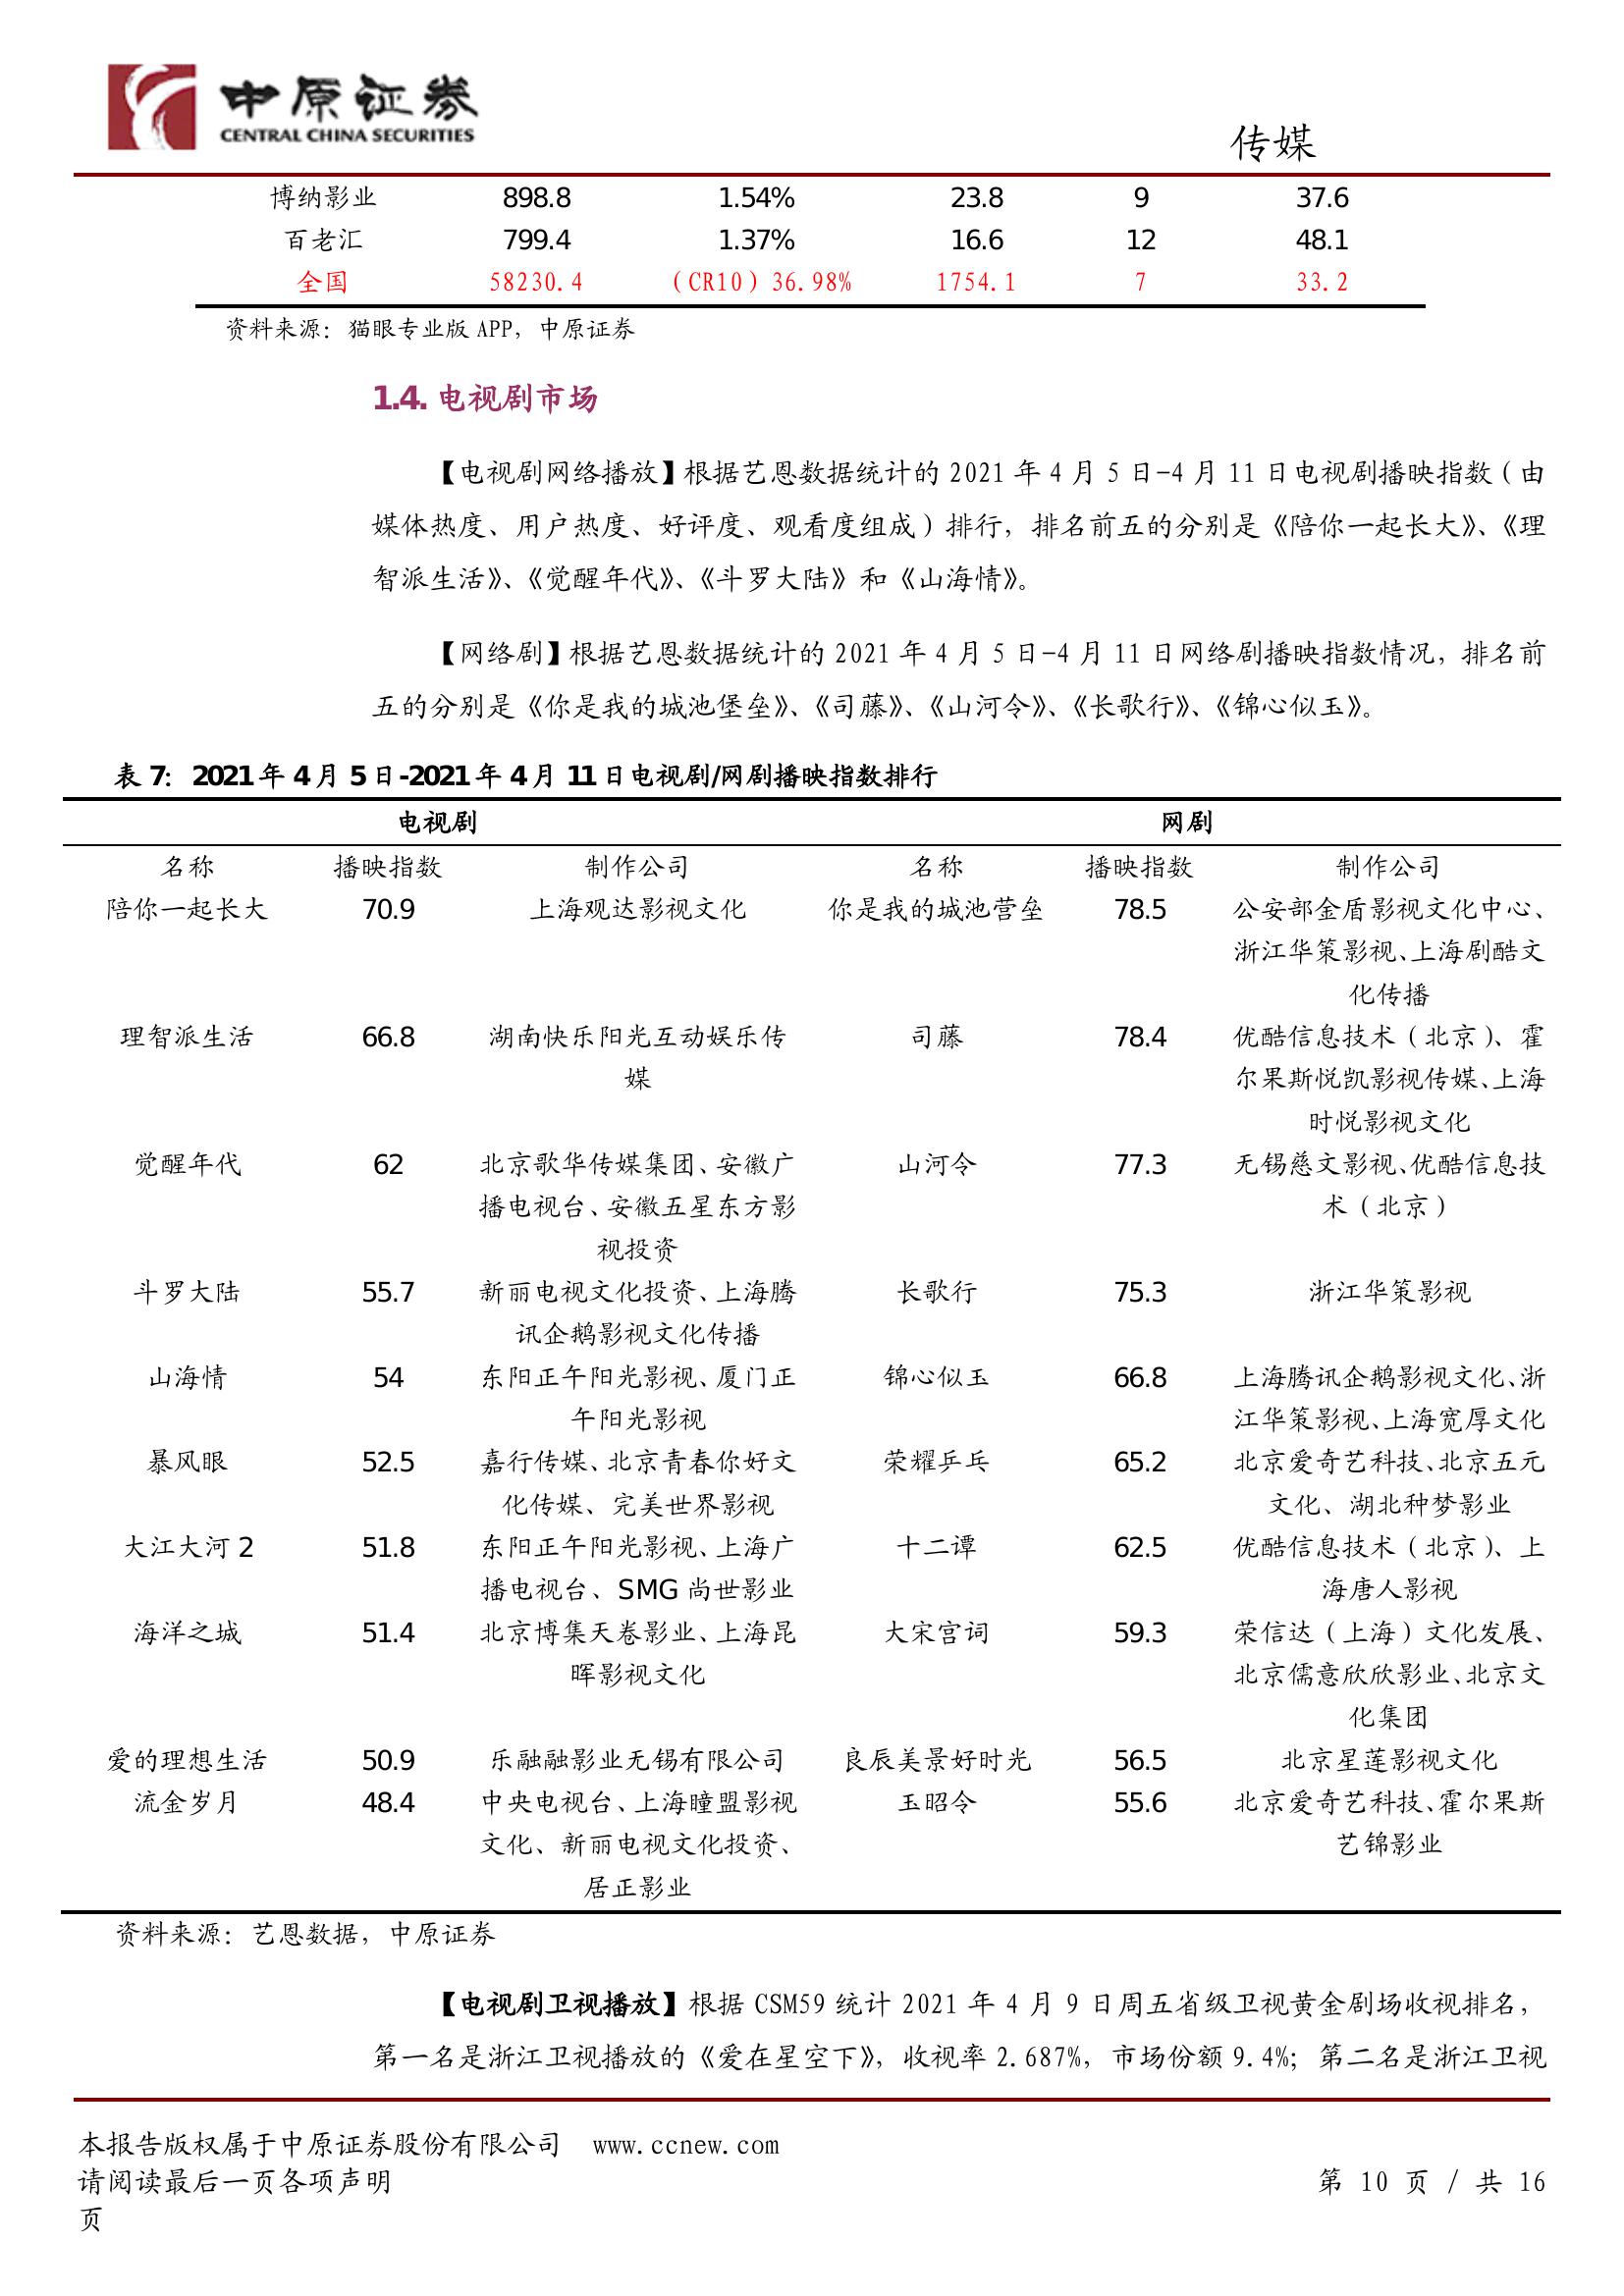 中原证券
CENTRAL CHINA SECURITIES
传媒
博纳影业 898.8 1.54% 23.8 9 37.6
百老汇 799.4 1.37% 16.6 12 48.1
全国 58230.4 （CR10）36.98% 1754.1 7 33.2
资料来源：猫眼专业版 APP，中原证券
1.4. 电视剧市场
【电视剧网络播放】根据艺恩数据统计的 2021 年 4 月 5 日-4 月 11 日电视剧播映指数（由
媒体热度、用户热度、好评度、观看度组成）排行，排名前五的分别是《陪你一起长大》、《理
智派生活》、《觉醒年代》、《斗罗大陆》和《山海情》。
【网络剧】根据艺恩数据统计的 2021 年 4 月 5 日-4 月 11 日网络剧播映指数情况，排名前
五的分别是《你是我的城池堡垒》、《司藤》、《山河令》、《长歌行》、《锦心似玉》。
表 7：2021 年 4 月 5 日-2021 年 4 月 11 日电视剧/网剧播映指数排行
电视剧 网剧
名称 播映指数 制作公司 名称 播映指数 制作公司
陪你一起长大 70.9 上海观达影视文化 你是我的城池营垒 78.5 公安部金盾影视文化中心、
浙江华策影视、上海剧酷文
化传播
理智派生活 66.8 湖南快乐阳光互动娱乐传 司藤 78.4 优酷信息技术（北京）、霍
媒 尔果斯悦凯影视传媒、上海
时悦影视文化
觉醒年代 62 北京歌华传媒集团、安徽广 山河令 77.3 无锡慈文影视、优酷信息技
播电视台、安徽五星东方影 术（北京）
视投资
斗罗大陆 55.7 新丽电视文化投资、上海腾 长歌行 75.3 浙江华策影视
讯企鹅影视文化传播
山海情 54 东阳正午阳光影视、厦门正 锦心似玉 66.8 上海腾讯企鹅影视文化、浙
午阳光影视 江华策影视、上海宽厚文化
暴风眼 52.5 嘉行传媒、北京青春你好文 荣耀乒乓 65.2 北京爱奇艺科技、北京五元
化传媒、完美世界影视 文化、湖北种梦影业
大江大河 2 51.8 东阳正午阳光影视、上海广 十二谭 62.5 优酷信息技术（北京）、上
播电视台、SMG 尚世影业 海唐人影视
海洋之城 51.4 北京博集天卷影业、上海昆 大宋宫词 59.3 荣信达（上海）文化发展、
晖影视文化 北京儒意欣欣影业、北京文
化集团
爱的理想生活 50.9 乐融融影业无锡有限公司 良辰美景好时光 56.5 北京星莲影视文化
流金岁月 48.4 中央电视台、上海瞳盟影视 玉昭令 55.6 北京爱奇艺科技、霍尔果斯
文化、新丽电视文化投资、 艺锦影业
居正影业
资料来源：艺恩数据，中原证券
【电视剧卫视播放】根据 CSM59 统计 2021 年 4 月 9 日周五省级卫视黄金剧场收视排名，
第一名是浙江卫视播放的《爱在星空下》，收视率 2.687%，市场份额 9.4%；第二名是浙江卫视
本报告版权属于中原证券股份有限公司 www.ccnew.com
请阅读最后一页各项声明 第 10 页 / 共 16
页